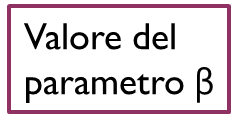 Valore del
parametro β